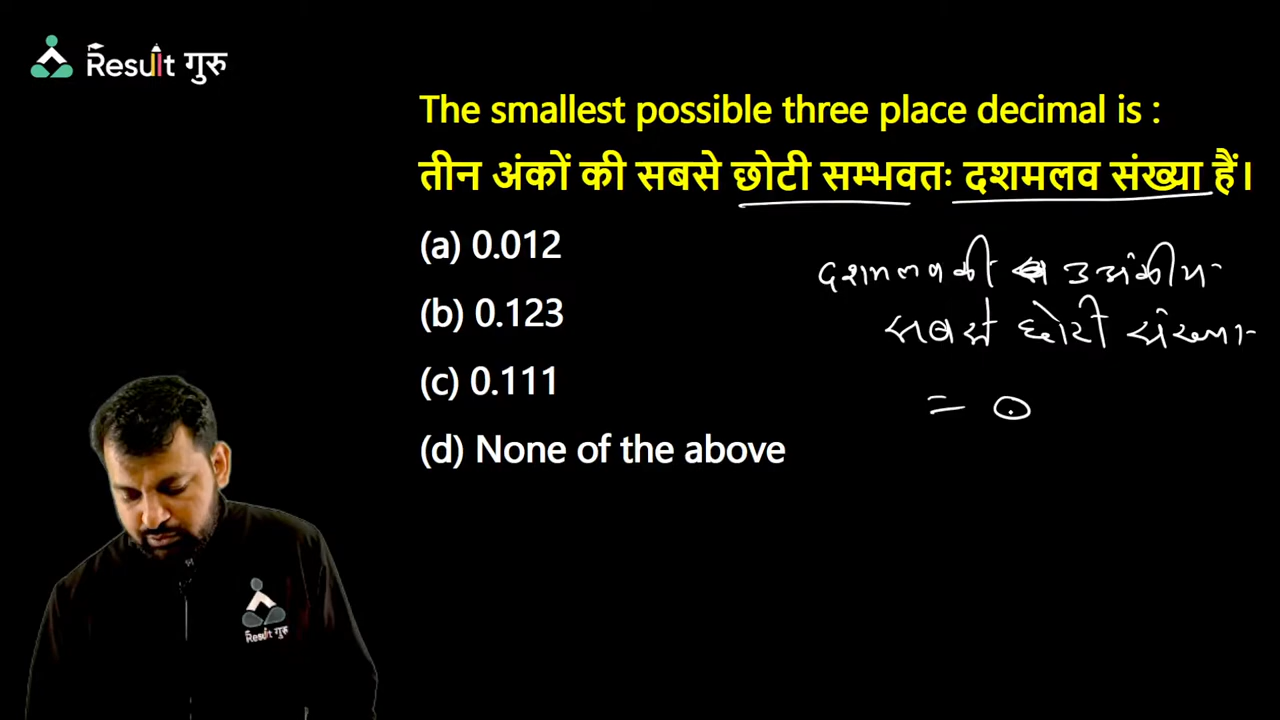 Result गुरु
The smallest possible three place decimal is :
तीन अंकों की सबसे छोटी सम्भवतः दशमलव संख्या हैं।
(a) 0.012
(b) 0.123
(c) 0.111
(d) None of the above
दशमलव की 3 अंकीय
सबसे छोटी संख्या
= 0
Result गुरु